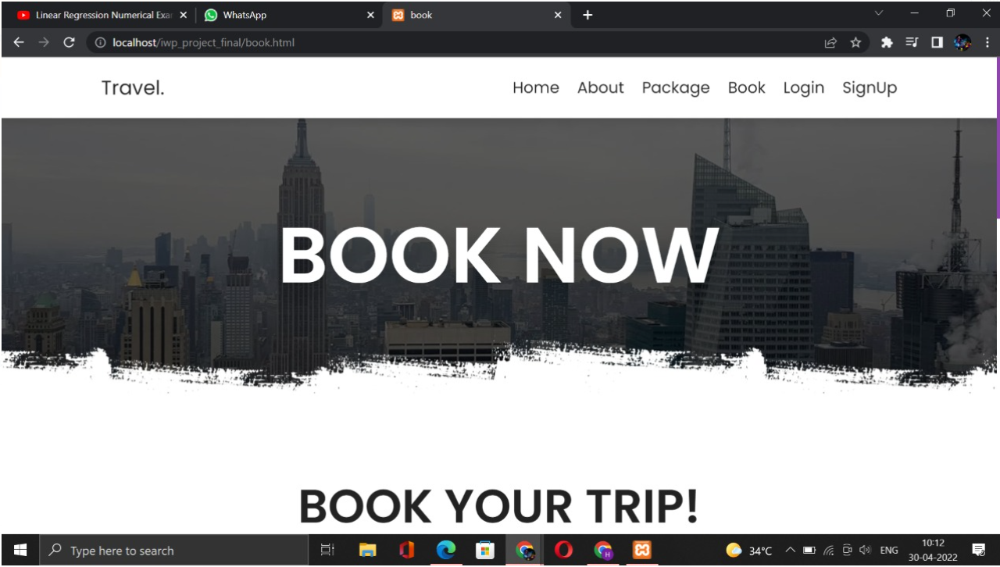 Linear Regression Numerical Exa
WhatsApp
book
localhost/iwp_project_final/book.html
Travel.
Home About Package Book Login SignUp
BOOK NOW
BOOK YOUR TRIP!
Type here to search
34°C
ENG
10:12
30-04-2022